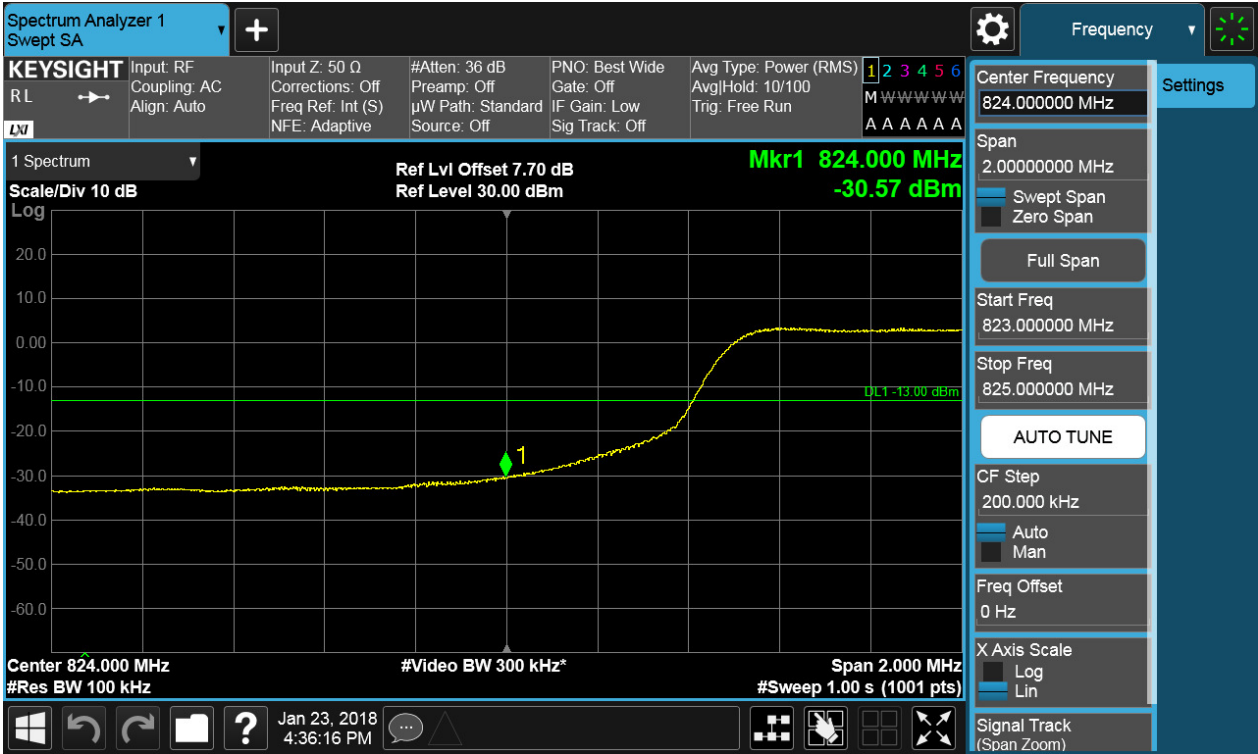 Spectrum Analyzer 1
Swept SA
Frequency
KEYSIGHT
R L
LXI
Input: RF
Coupling: AC
Align: Auto
Input Z: 50 Ω
Corrections: Off
Freq Ref: Int (S)
NFE: Adaptive
#Atten: 36 dB
Preamp: Off
µW Path: Standard
Source: Off
PNO: Best Wide
Gate: Off
IF Gain: Low
Sig Track: Off
Avg Type: Power (RMS)
Avg|Hold: 10/100
Trig: Free Run
1 2 3 4 5 6
M W W W W W
A A A A A A
1 Spectrum
Scale/Div 10 dB
Log
Ref Lvl Offset 7.70 dB
Ref Level 30.00 dBm
Mkr1 824.000 MHz
-30.57 dBm
20.0
10.0
0.00
-10.0
DL1 -13.00 dBm
-20.0
1
-30.0
-40.0
-50.0
-60.0
Center 824.000 MHz
#Video BW 300 kHz*
Span 2.000 MHz
#Res BW 100 kHz
#Sweep 1.00 s (1001 pts)
Jan 23, 2018
4:36:16 PM
Center Frequency
824.000000 MHz
Settings
Span
2.00000000 MHz
Swept Span
Zero Span
Full Span
Start Freq
823.000000 MHz
Stop Freq
825.000000 MHz
AUTO TUNE
CF Step
200.000 kHz
Auto
Man
Freq Offset
0 Hz
X Axis Scale
Log
Lin
Signal Track
(Span Zoom)